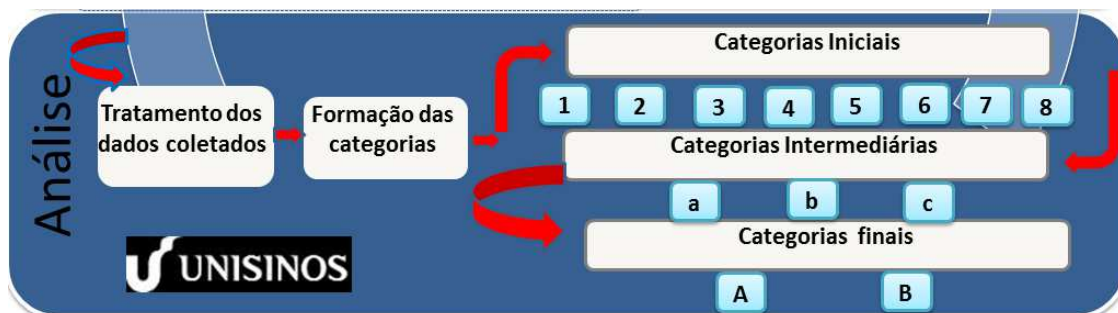 Análise
Tratamento dos
dados coletados
Formação das
categorias
Categorias Iniciais
1 2 3 4 5 6 7 8
Categorias Intermediárias
a b c
Categorias finais
A B
UNISINOS